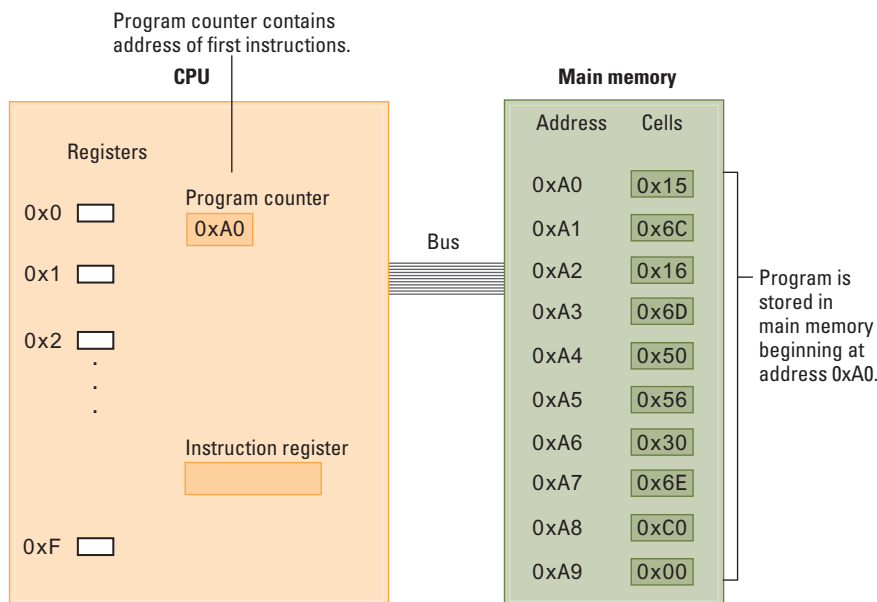 Program counter contains
address of first instructions.
CPU
Main memory
Registers
Program counter
0xA0
0x0
0x1
0x2
.
.
.
Instruction register
0xF
Bus
Address Cells
0xA0 0x15
0xA1 0x6C
0xA2 0x16
0xA3 0x6D
0xA4 0x50
0xA5 0x56
0xA6 0x30
0xA7 0x6E
0xA8 0xC0
0xA9 0x00
Program is
stored in
main memory
beginning at
address 0xA0.